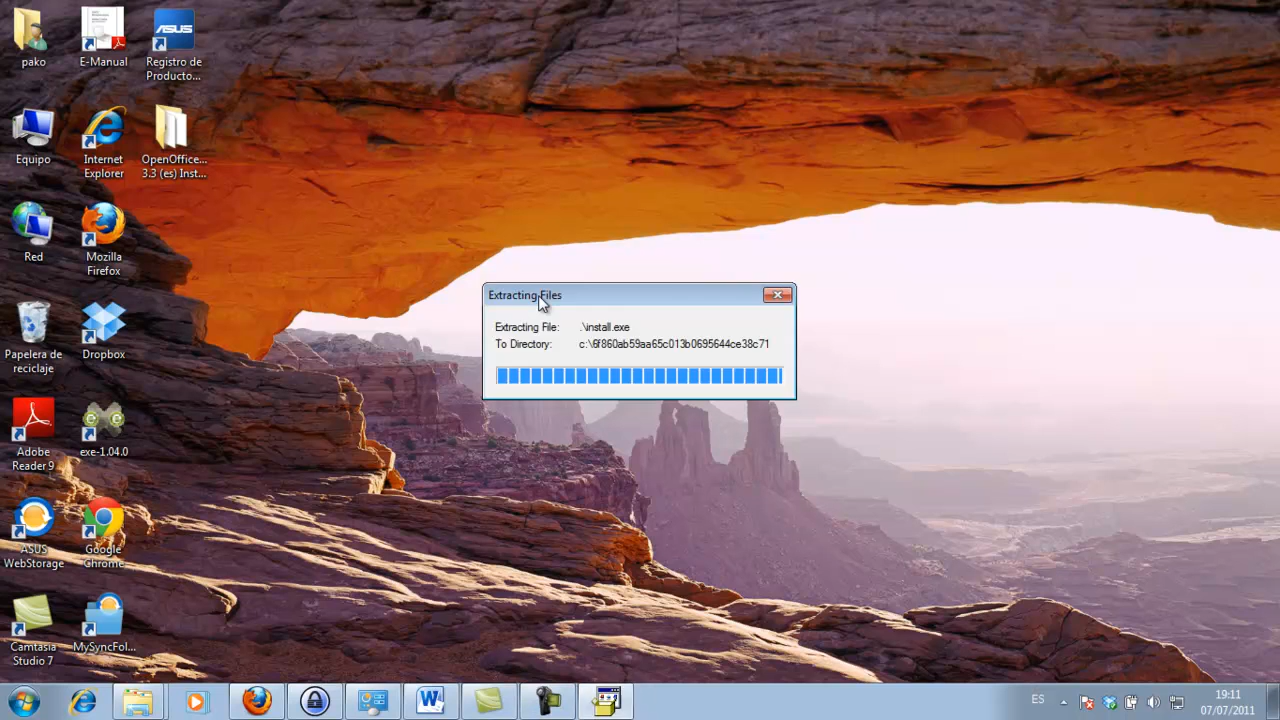 pako
E-Manual
ASUS
Registro de
Producto...
Equipo
Internet
Explorer
OpenOffice...
3.3 (es) Inst...
Red
Mozilla
Firefox
Papelera de
reciclaje
Dropbox
Adobe
Reader 9
exe-1.04.0
ASUS
WebStorage
Google
Chrome
Camtasia
Studio 7
MySyncFol...
Extracting Files
Extracting File: .\install.exe
To Directory: c:\6f860ab59aa65c013b0695644ce38c71
ES
19:11
07/07/2011